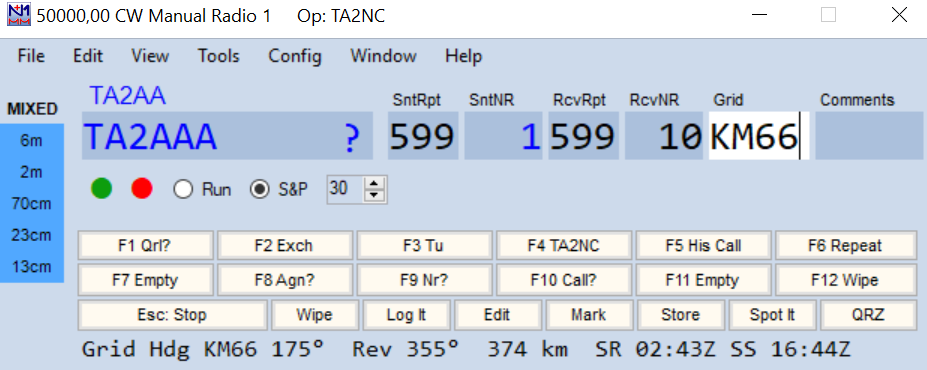 50000,00 CW Manual Radio 1 Op: TA2NC
File Edit View Tools Config Window Help
TA2AA
MIXED
SntRpt SntNR RcvRpt RcvNR Grid Comments
TA2AAA ? 599 1 599 10 KM66
6m
2m
70cm
23cm
13cm
Run S&P 30
F1 Qrl? F2 Exch F3 Tu F4 TA2NC F5 His Call F6 Repeat
F7 Empty F8 Agn? F9 Nr? F10 Call? F11 Empty F12 Wipe
Esc: Stop Wipe Log It Edit Mark Store Spot It QRZ
Grid Hdg KM66 175° Rev 355° 374 km SR 02:43Z SS 16:44Z